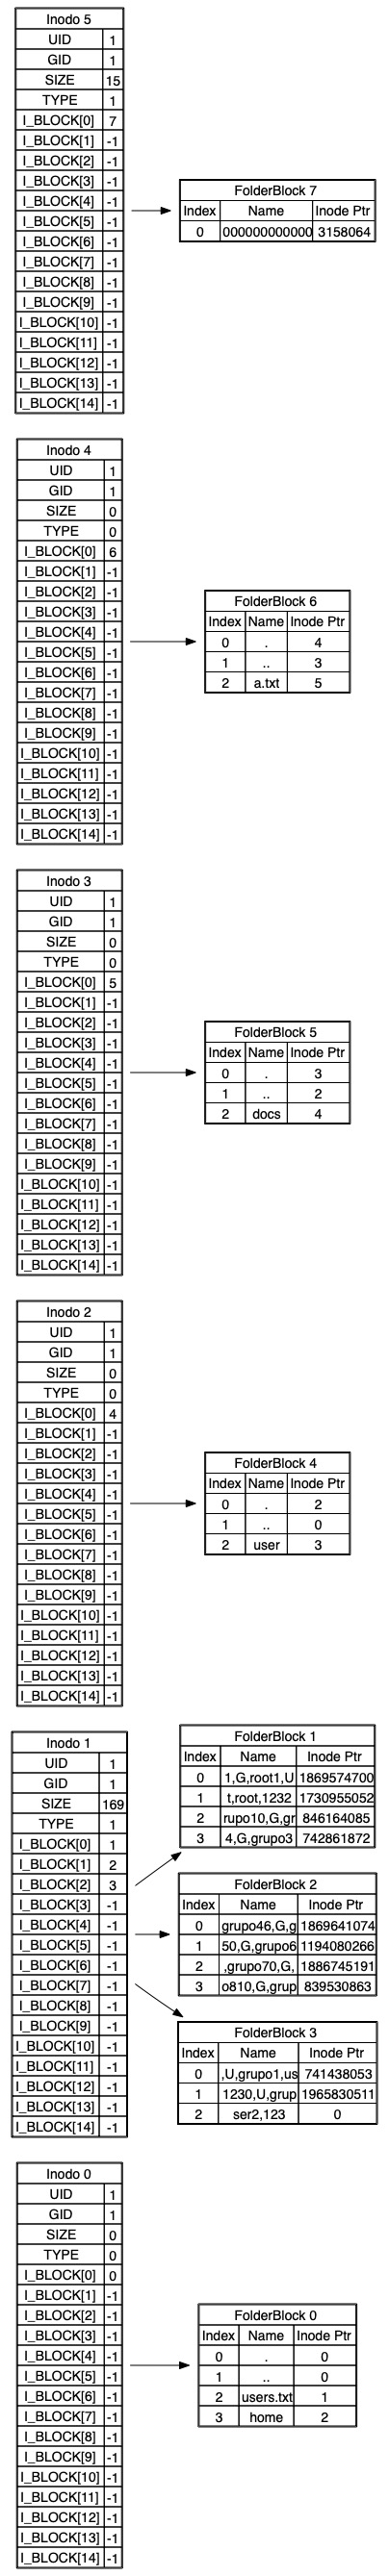 Inodo 5
UID 1
GID 1
SIZE 15
TYPE 1
I_BLOCK[0] 7
I_BLOCK[1] -1
I_BLOCK[2] -1
I_BLOCK[3] -1
I_BLOCK[4] -1
I_BLOCK[5] -1
I_BLOCK[6] -1
I_BLOCK[7] -1
I_BLOCK[8] -1
I_BLOCK[9] -1
I_BLOCK[10] -1
I_BLOCK[11] -1
I_BLOCK[12] -1
I_BLOCK[13] -1
I_BLOCK[14] -1
FolderBlock 7
Index Name Inode Ptr
0 000000000000 3158064
Inodo 4
UID 1
GID 1
SIZE 0
TYPE 0
I_BLOCK[0] 6
I_BLOCK[1] -1
I_BLOCK[2] -1
I_BLOCK[3] -1
I_BLOCK[4] -1
I_BLOCK[5] -1
I_BLOCK[6] -1
I_BLOCK[7] -1
I_BLOCK[8] -1
I_BLOCK[9] -1
I_BLOCK[10] -1
I_BLOCK[11] -1
I_BLOCK[12] -1
I_BLOCK[13] -1
I_BLOCK[14] -1
FolderBlock 6
Index Name Inode Ptr
0 . 4
1 .. 3
2 a.txt 5
Inodo 3
UID 1
GID 1
SIZE 0
TYPE 0
I_BLOCK[0] 5
I_BLOCK[1] -1
I_BLOCK[2] -1
I_BLOCK[3] -1
I_BLOCK[4] -1
I_BLOCK[5] -1
I_BLOCK[6] -1
I_BLOCK[7] -1
I_BLOCK[8] -1
I_BLOCK[9] -1
I_BLOCK[10] -1
I_BLOCK[11] -1
I_BLOCK[12] -1
I_BLOCK[13] -1
I_BLOCK[14] -1
FolderBlock 5
Index Name Inode Ptr
0 . 3
1 .. 2
2 docs 4
Inodo 2
UID 1
GID 1
SIZE 0
TYPE 0
I_BLOCK[0] 4
I_BLOCK[1] -1
I_BLOCK[2] -1
I_BLOCK[3] -1
I_BLOCK[4] -1
I_BLOCK[5] -1
I_BLOCK[6] -1
I_BLOCK[7] -1
I_BLOCK[8] -1
I_BLOCK[9] -1
I_BLOCK[10] -1
I_BLOCK[11] -1
I_BLOCK[12] -1
I_BLOCK[13] -1
I_BLOCK[14] -1
FolderBlock 4
Index Name Inode Ptr
0 . 2
1 .. 0
2 user 3
Inodo 1
UID 1
GID 1
SIZE 169
TYPE 1
I_BLOCK[0] 1
I_BLOCK[1] 2
I_BLOCK[2] 3
I_BLOCK[3] -1
I_BLOCK[4] -1
I_BLOCK[5] -1
I_BLOCK[6] -1
I_BLOCK[7] -1
I_BLOCK[8] -1
I_BLOCK[9] -1
I_BLOCK[10] -1
I_BLOCK[11] -1
I_BLOCK[12] -1
I_BLOCK[13] -1
I_BLOCK[14] -1
FolderBlock 1
Index Name Inode Ptr
0 1,G,root1,U 1869574700
1 t,root,1232 1730955052
2 rupo10,G,gr 846164085
3 4,G,grupo3 742861872
FolderBlock 2
Index Name Inode Ptr
0 grupo46,G,g 1869641074
1 50,G,grupo6 1194080266
2 ,grupo70,G, 1886745191
3 o810,G,grup 839530863
FolderBlock 3
Index Name Inode Ptr
0 ,U,grupo1,us 741438053
1 1230,U,grup 1965830511
2 ser2,123 0
Inodo 0
UID 1
GID 1
SIZE 0
TYPE 0
I_BLOCK[0] 0
I_BLOCK[1] -1
I_BLOCK[2] -1
I_BLOCK[3] -1
I_BLOCK[4] -1
I_BLOCK[5] -1
I_BLOCK[6] -1
I_BLOCK[7] -1
I_BLOCK[8] -1
I_BLOCK[9] -1
I_BLOCK[10] -1
I_BLOCK[11] -1
I_BLOCK[12] -1
I_BLOCK[13] -1
I_BLOCK[14] -1
FolderBlock 0
Index Name Inode Ptr
0 . 0
1 .. 0
2 users.txt 1
3 home 2